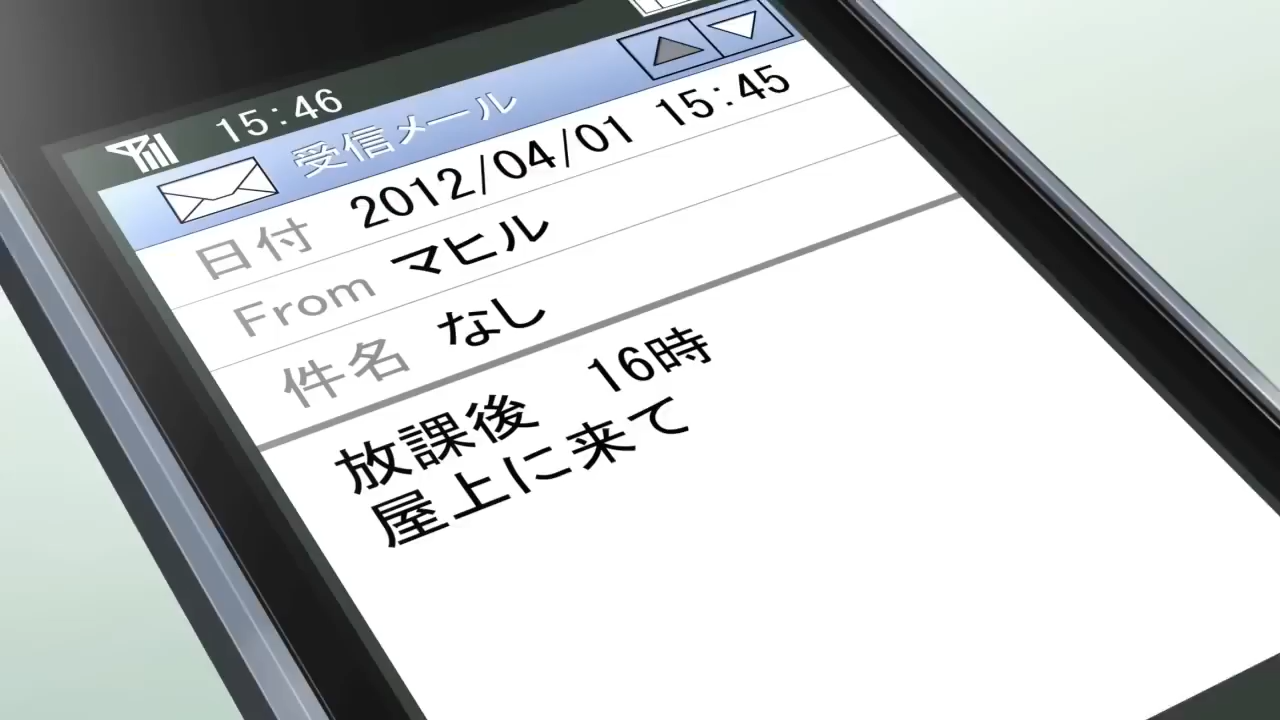 15:46
受信メール
日付 2012/04/01 15:45
From マヒル
件名 なし
放課後 16時
屋上に来て